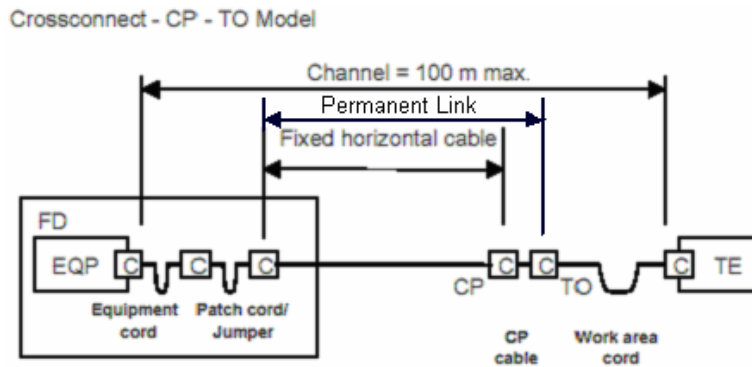 Crossconnect - CP - TO Model
Channel = 100 m max.
Permanent Link
Fixed horizontal cable
FD
EQP C C C C C C TE
CP TO
Equipment cord
Patch cord/
Jumper
CP
cable
Work area
cord